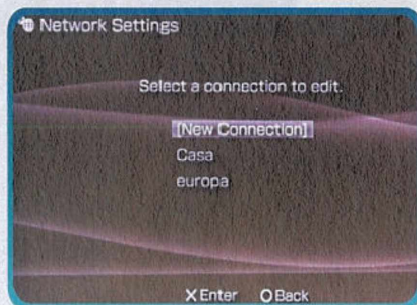 Network Settings
Select a connection to edit.
[New Connection]
Casa
europa
X Enter O Back